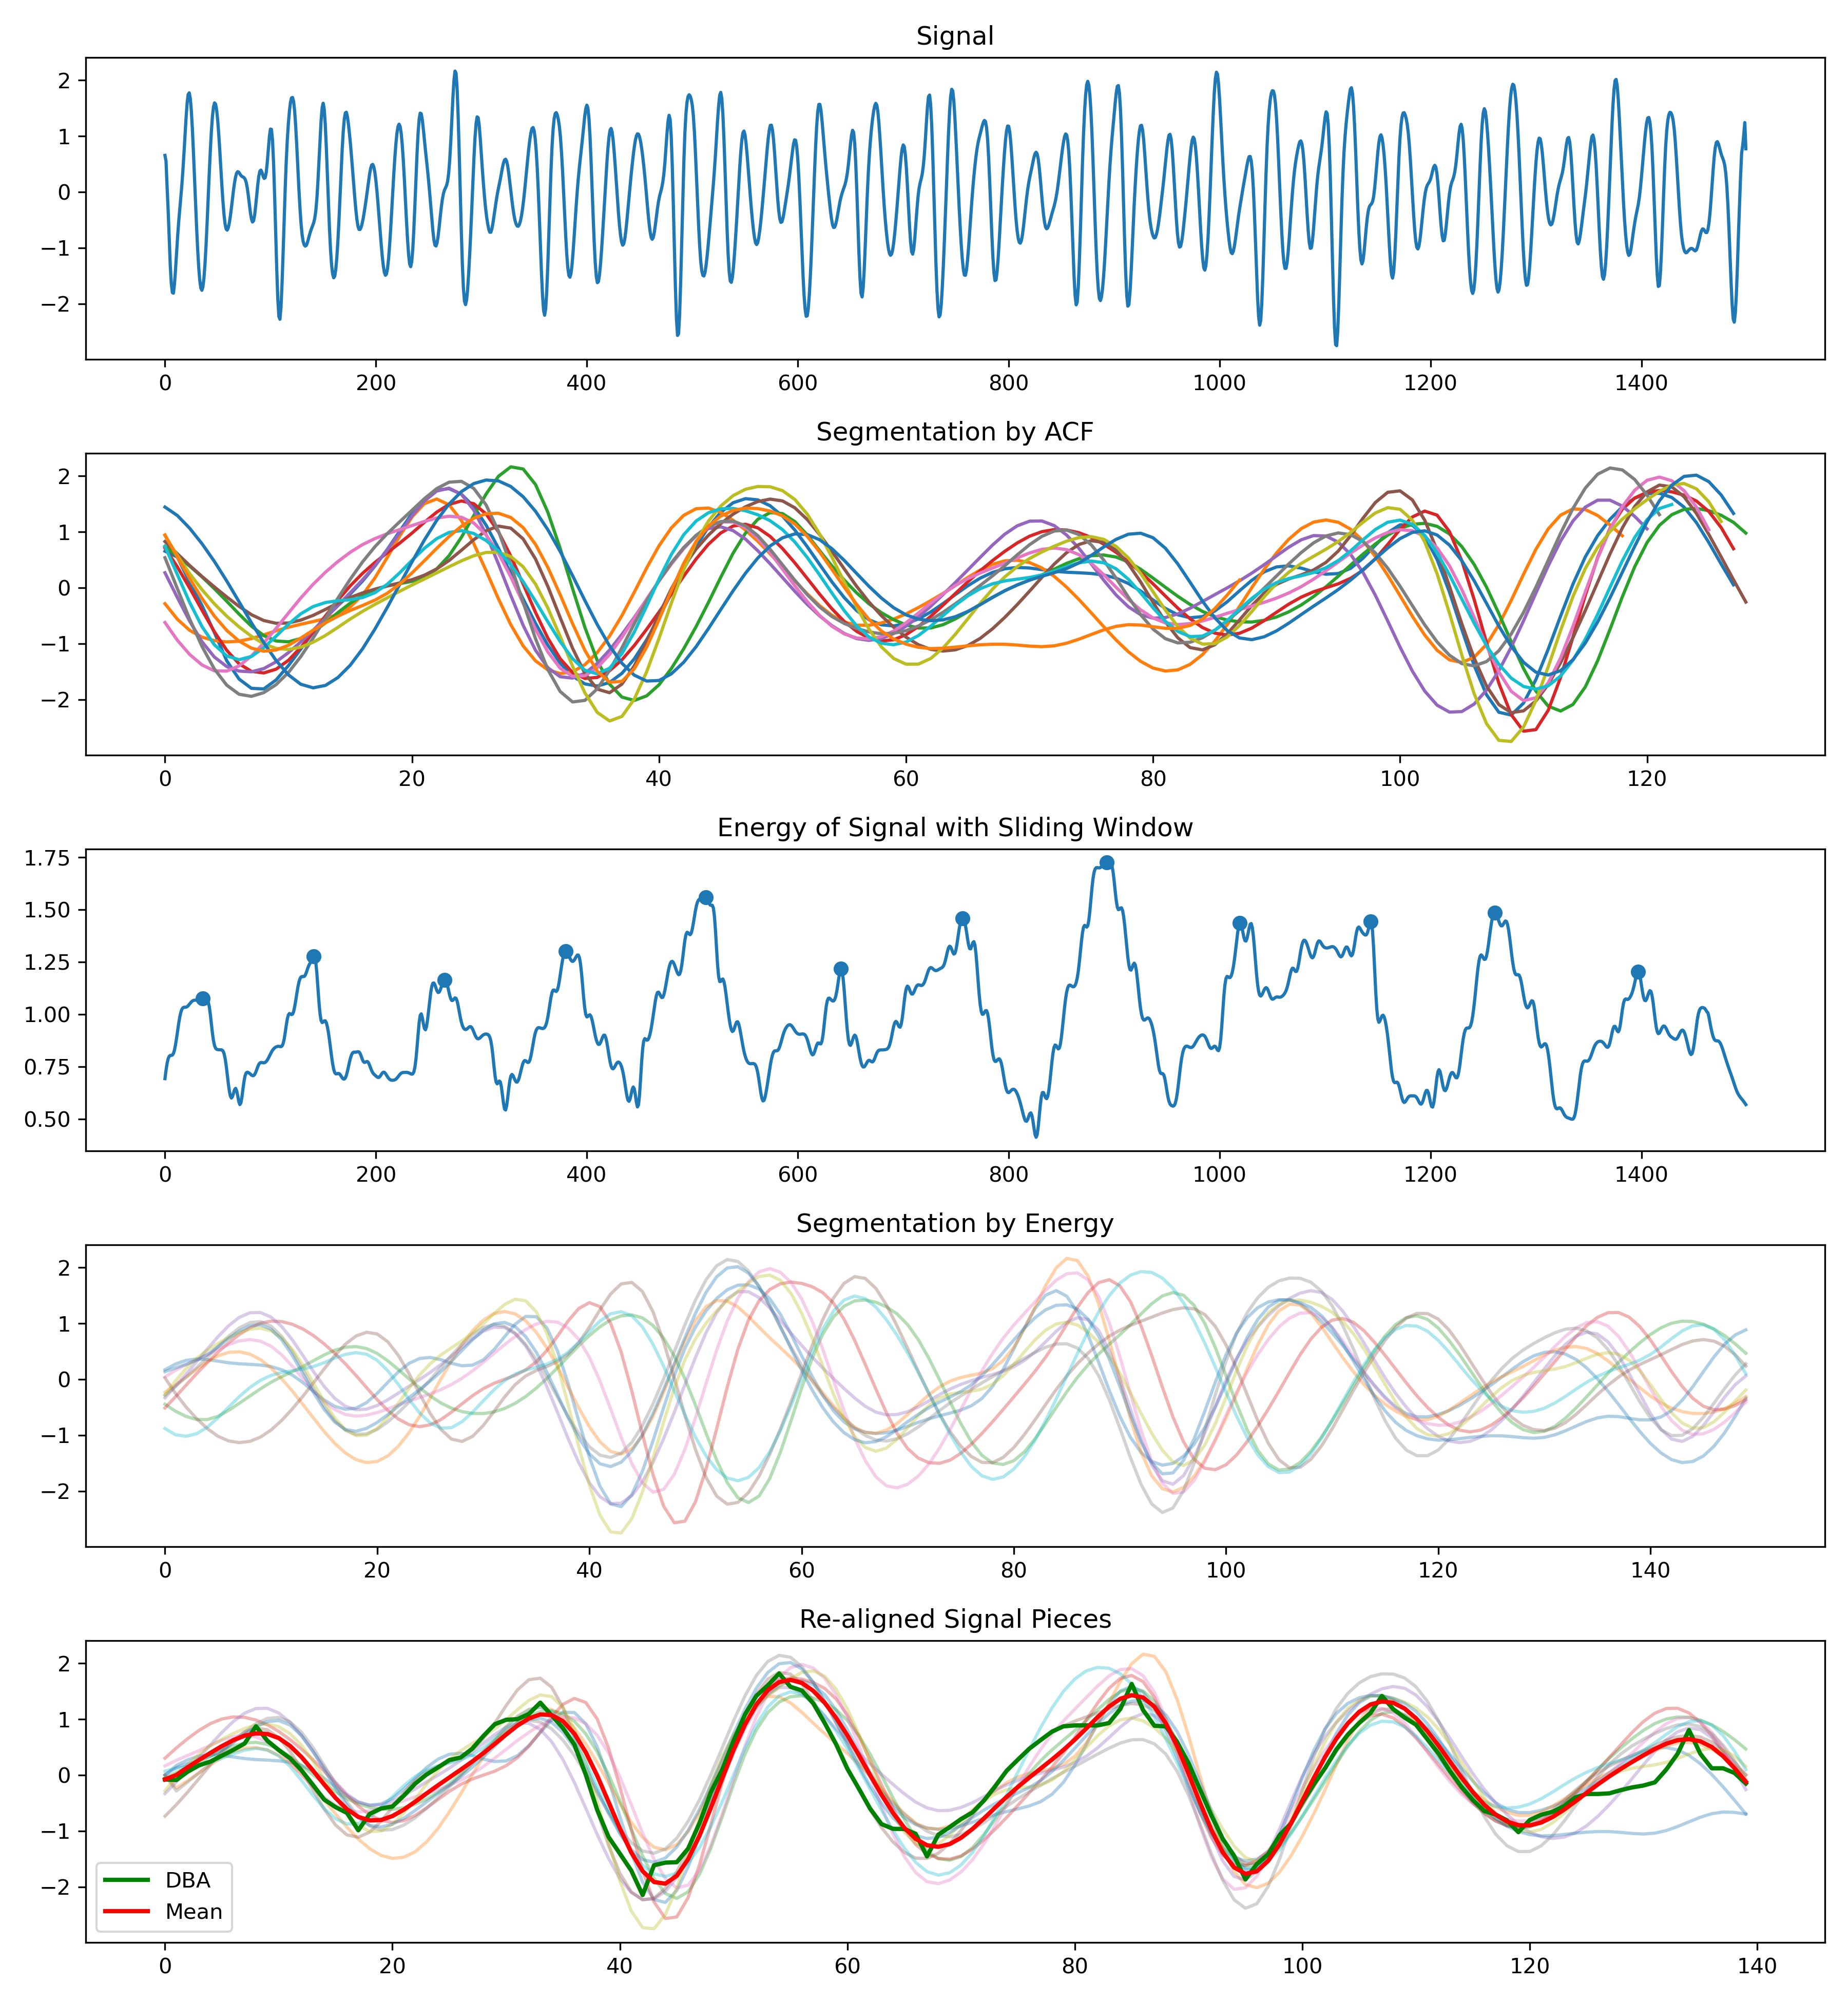 Signal
2
1
0
−1
−2
0 200 400 600 800 1000 1200 1400
Segmentation by ACF
2
1
0
−1
−2
0 20 40 60 80 100 120
Energy of Signal with Sliding Window
1.75
1.50
1.25
1.00
0.75
0.50
0 200 400 600 800 1000 1200 1400
Segmentation by Energy
2
1
0
−1
−2
0 20 40 60 80 100 120 140
Re-aligned Signal Pieces
2
1
0
−1
−2
DBA
Mean
0 20 40 60 80 100 120 140